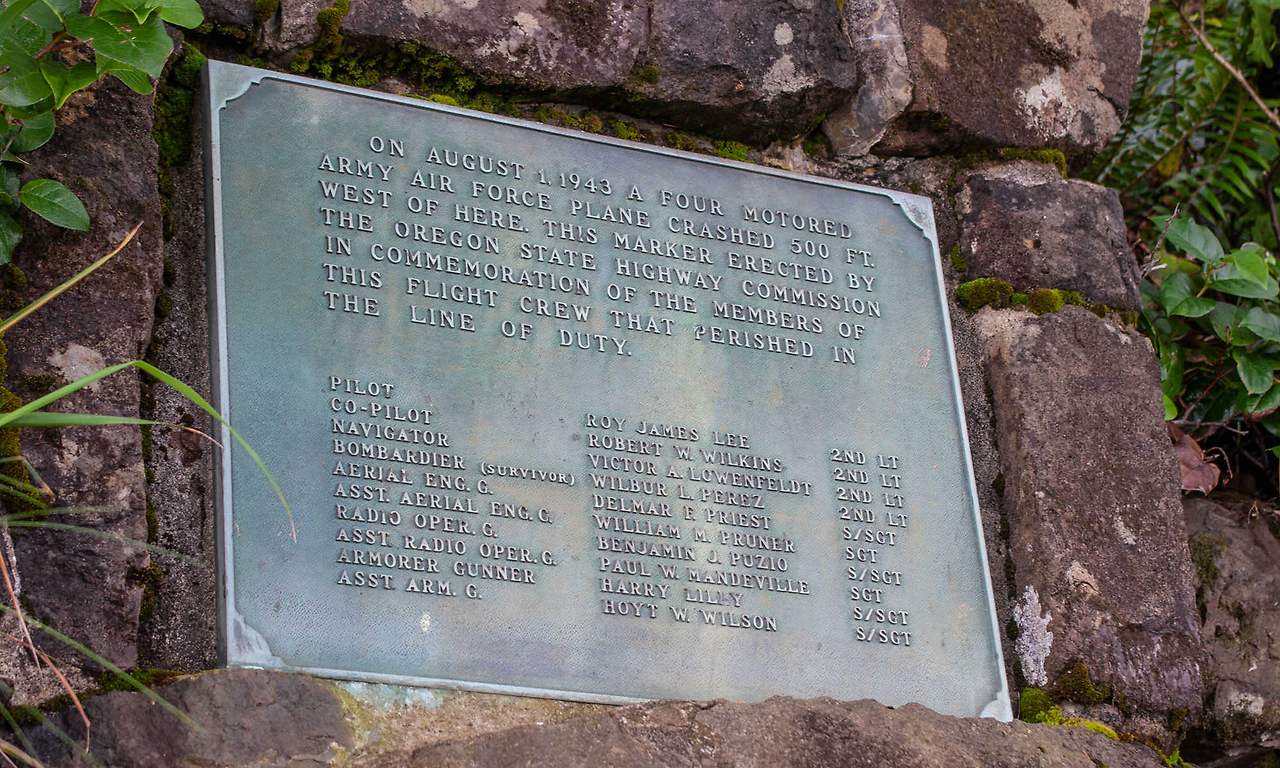 ON AUGUST 1, 1943 A FOUR MOTORED
ARMY AIR FORCE PLANE CRASHED 500 FT.
WEST OF HERE. THIS MARKER ERECTED BY
THE OREGON STATE HIGHWAY COMMISSION
IN COMMEMORATION OF THE MEMBERS OF
THIS FLIGHT CREW THAT PERISHED IN
THE LINE OF DUTY.
PILOT ROY JAMES LEE 2ND LT
CO-PILOT ROBERT W. WILKINS 2ND LT
NAVIGATOR VICTOR A. LOWENFELDT 2ND LT
BOMBARDIER (SURVIVOR) WILBUR L. PEREZ 2ND LT
AERIAL ENG. G. DELMAR F. PRIEST S/SGT
ASST. AERIAL ENG. G. WILLIAM M. PRUNER SGT
RADIO OPER. G. BENJAMIN J. PUZIO S/SGT
ASST. RADIO OPER. G. PAUL W. MANDEVILLE SGT
ARMORER GUNNER HARRY LILLY S/SGT
ASST. ARM. G. HOYT W. WILSON S/SGT